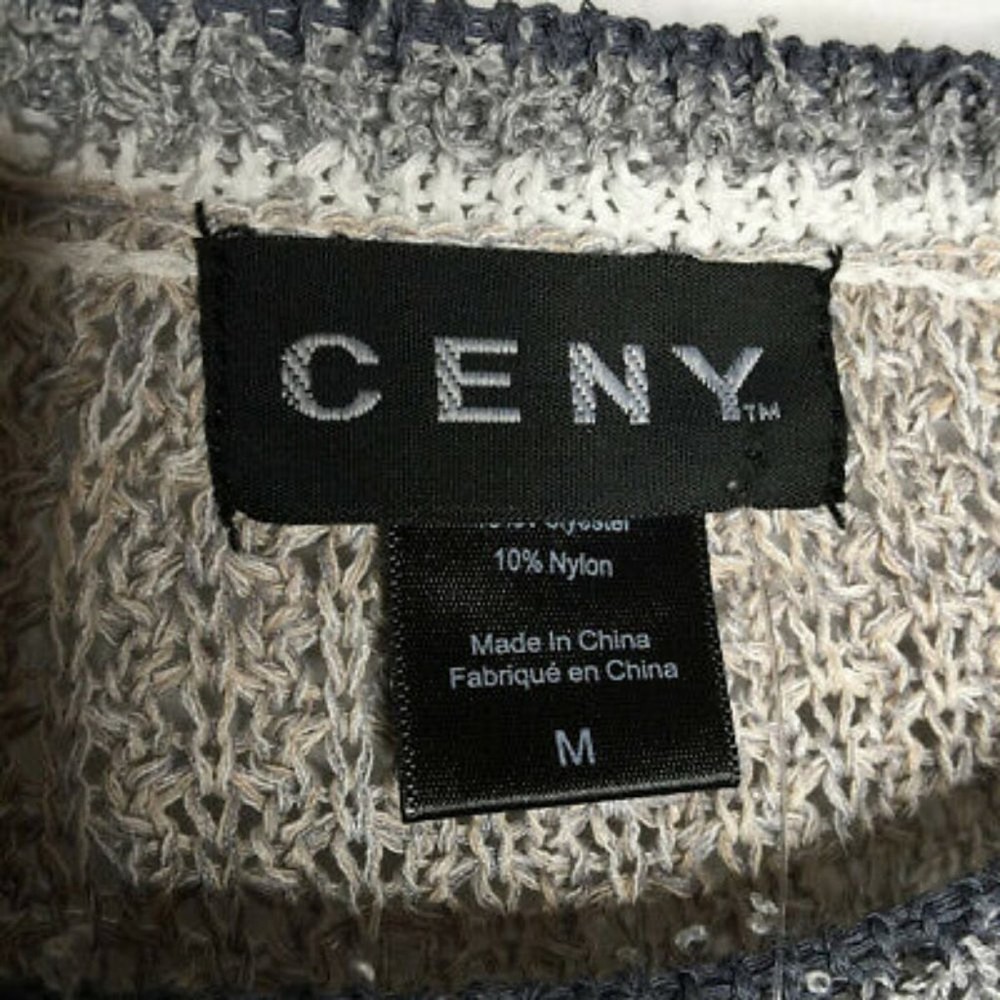 CENY™
10% Nylon
Made In China
Fabriqué en China
M